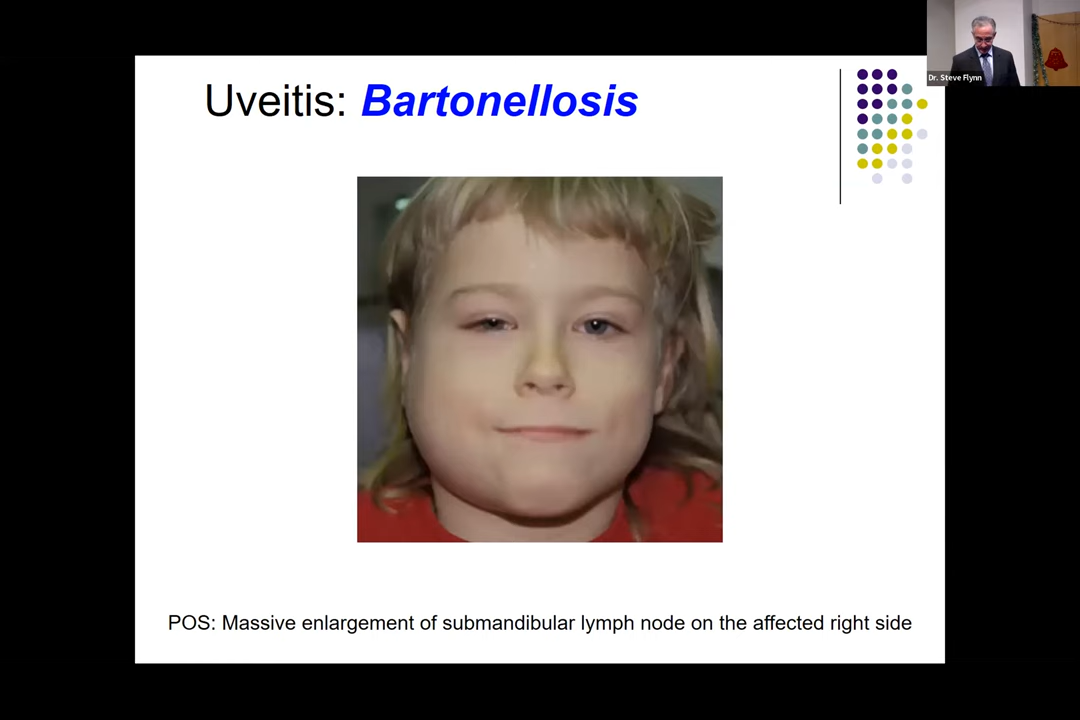 Dr. Steve Flynn
Uveitis: Bartonellosis
POS: Massive enlargement of submandibular lymph node on the affected right side